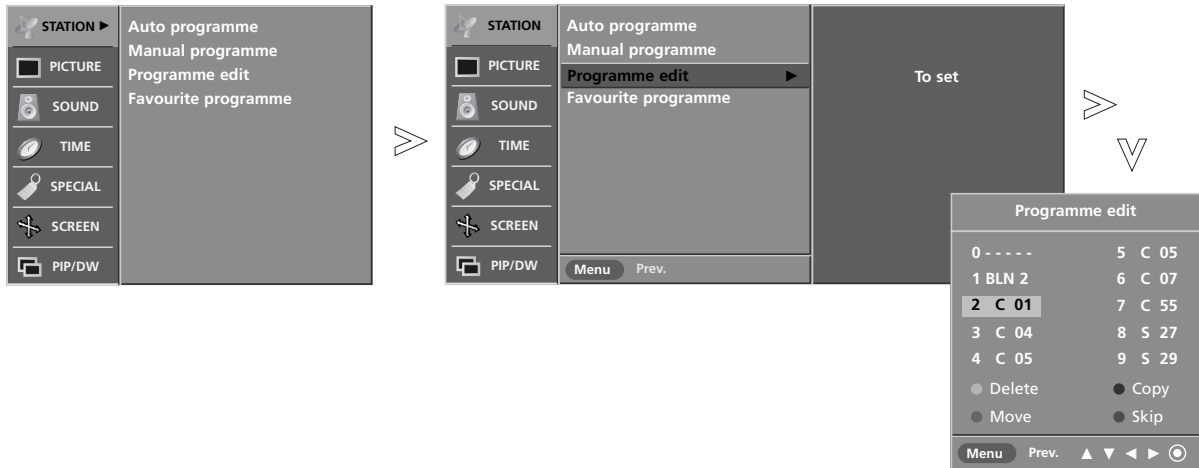 STATION ►
PICTURE
SOUND
TIME
SPECIAL
SCREEN
PIP/DW
Auto programme
Manual programme
Programme edit
Favourite programme
STATION
PICTURE
SOUND
TIME
SPECIAL
SCREEN
PIP/DW
Auto programme
Manual programme
Programme edit ►
Favourite programme
Menu Prev.
To set
Programme edit
0 - - - - - 5 C 05
1 BLN 2 6 C 07
2 C 01 7 C 55
3 C 04 8 S 27
4 C 05 9 S 29
Delete Copy
Move Skip
Menu Prev. ▲ ▼ ◄ ►